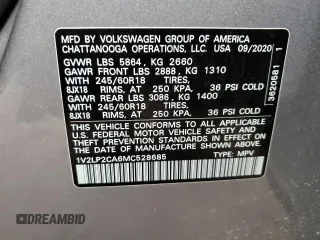 MFD BY VOLKSWAGEN GROUP OF AMERICA
CHATTANOOGA OPERATIONS, LLC. USA 09/2020
GVWR LBS 5864, KG 2660
GAWR FRONT LBS 2888, KG 1310
WITH 245/60R18 TIRES,
8JX18 RIMS, AT 250 KPA. 36 PSI COLD
GAWR REAR LBS 3086, KG 1400
WITH 245/60R18 TIRES,
8JX18 RIMS, AT 250 KPA. 36 PSI COLD
THIS VEHICLE CONFORMS TO ALL APPLICABLE
U.S. FEDERAL MOTOR VEHICLE SAFETY
STANDARDS IN EFFECT ON THE DATE OF
MANUFACTURE SHOWN ABOVE.
1V2LP2CA6MC528685 TYPE: MPV
3620681 1
DREAMBID